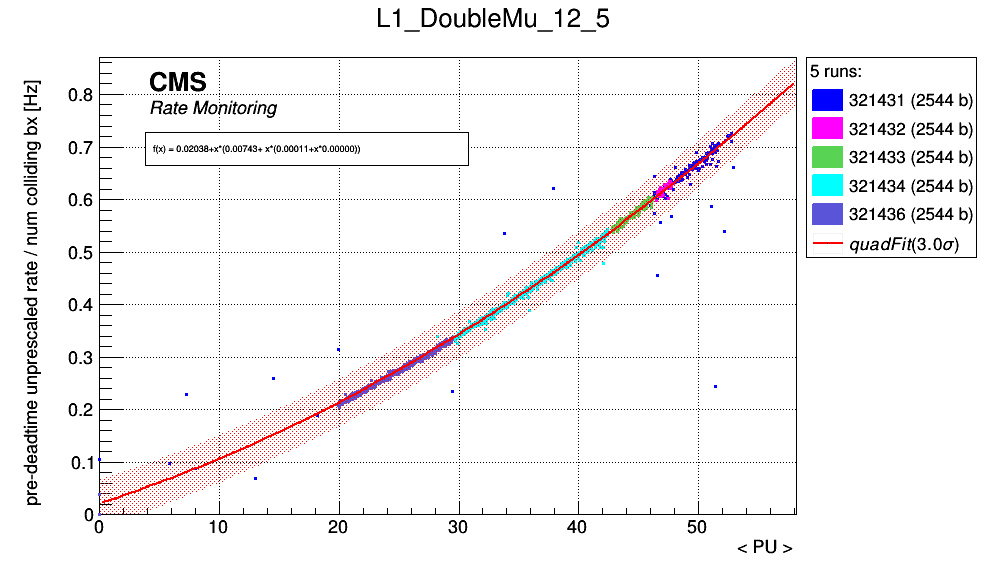 L1_DoubleMu_12_5
pre-deadtime unprescaled rate / num colliding bx [Hz]
CMS
Rate Monitoring
f(x) = 0.02038+x*(0.00743+ x*(0.00011+x*0.00000))
0.8
0.7
0.6
0.5
0.4
0.3
0.2
0.1
0
0 10 20 30 40 50
< PU >
5 runs:
321431 (2544 b)
321432 (2544 b)
321433 (2544 b)
321434 (2544 b)
321436 (2544 b)
quadFit(3.0σ)